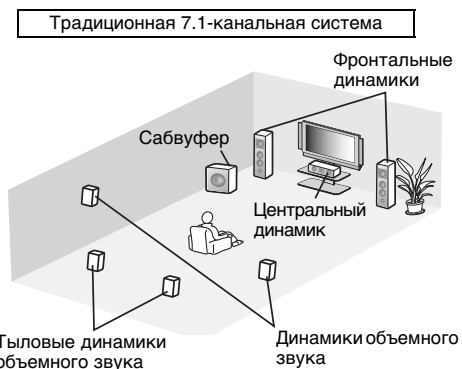 Традиционная 7.1-канальная система
Фронтальные
динамики
Сабвуфер
Центральный
динамик
Тыловые динамики
объемного звука
Динамики объемного
звука